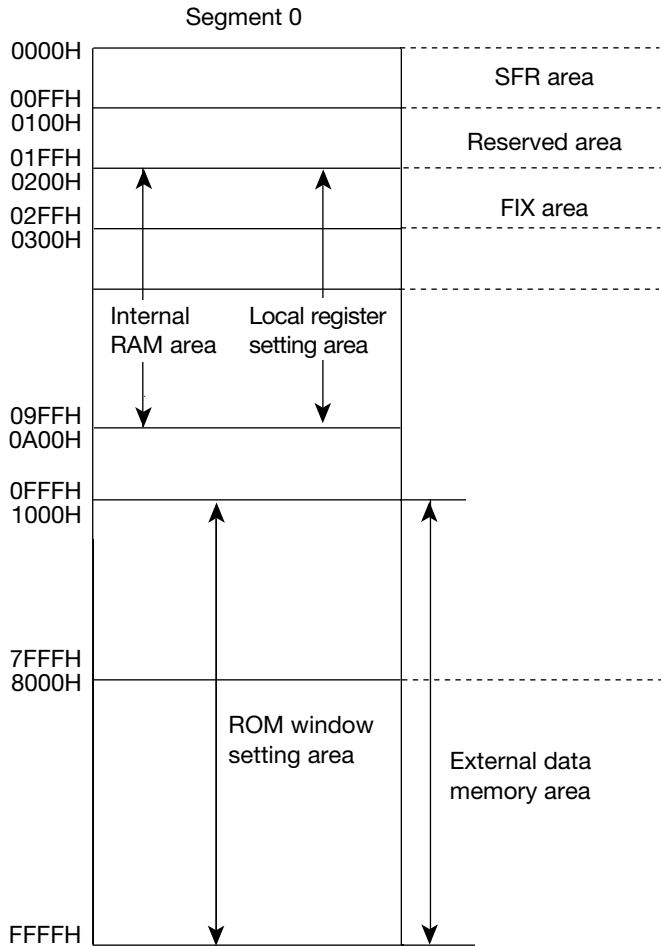 Segment 0
0000H
SFR area
00FFH
0100H
Reserved area
01FFH
0200H
FIX area
02FFH
0300H
Internal
RAM area
Local register
setting area
09FFH
0A00H
0FFFH
1000H
7FFFH
8000H
ROM window
setting area
External data
memory area
FFFFH